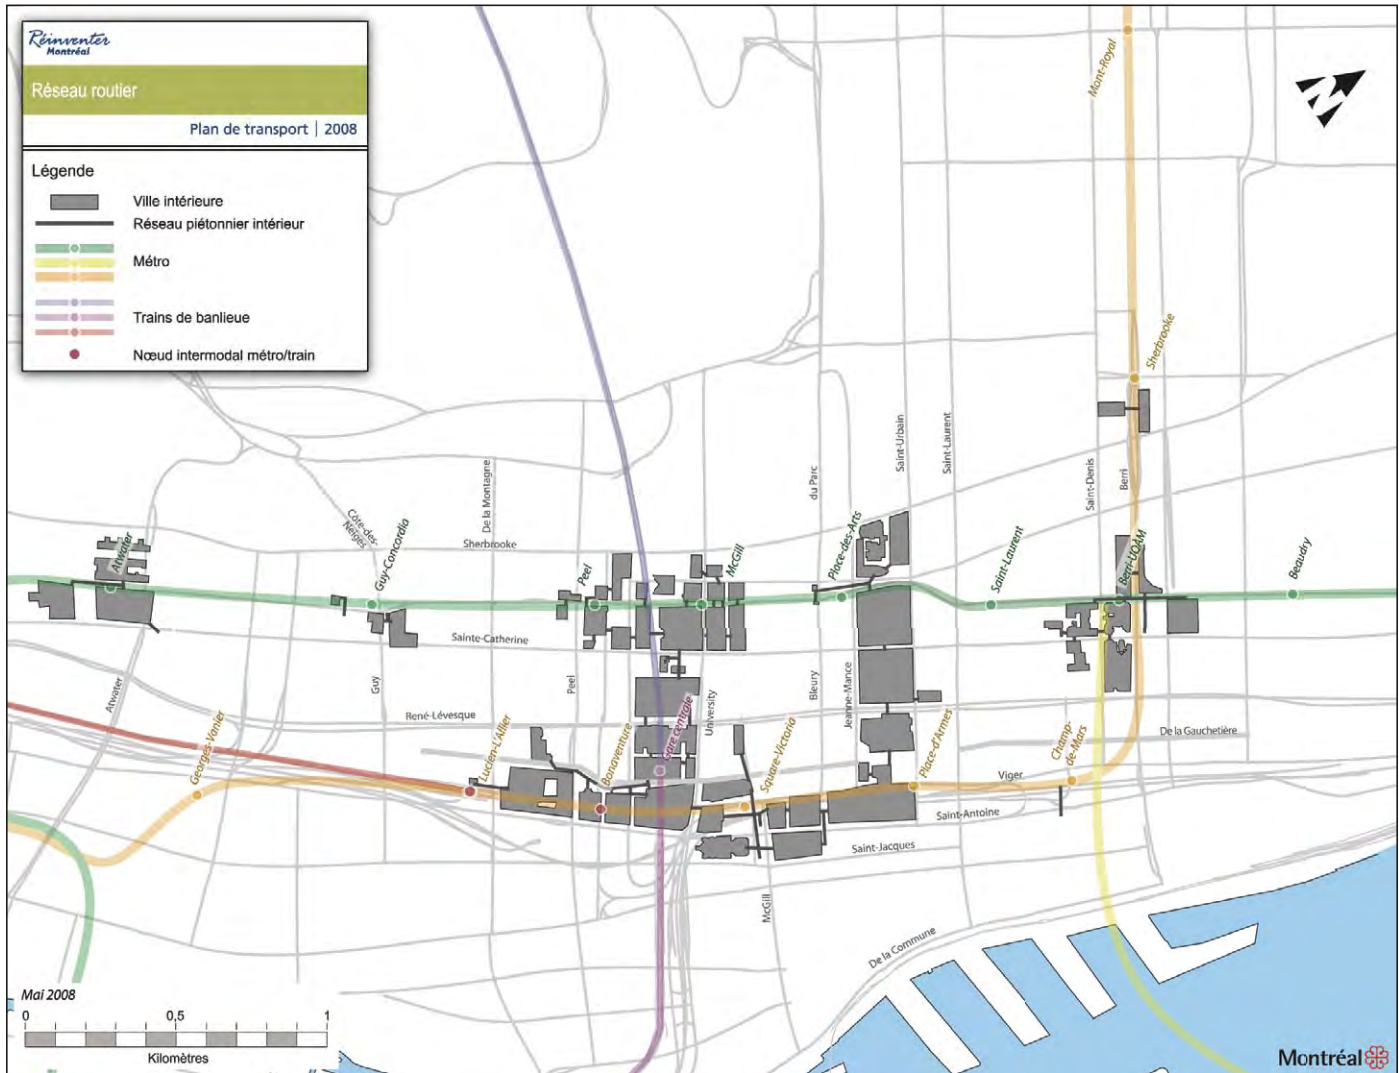 Réinventer
Montréal
Réseau routier
Plan de transport | 2008
Légende
Ville intérieure
Réseau piétonnier intérieur
Métro
Trains de banlieue
Nœud intermodal métro/train
N
Mont-Royal
Sherbrooke
Saint-Urbain
Saint-Laurent
du Parc
Saint-Denis
Berri
De la Montagne
Côte-des-
Neiges
Sherbrooke
Atwater
Guy-Concordia
Peel
McGill
Place-des-Arts
Saint-Laurent
Berri-UQAM
Beaudry
Sainte-Catherine
Atwater
Guy
Peel
University
Bleury
Jeanne-Mance
René-Lévesque
Georges-Vanier
Lucien-L'Allier
Bonaventure
Gare centrale
Square-Victoria
Place-d'Armes
Champ-
de-Mars
De la Gauchetière
Viger
Saint-Antoine
Saint-Jacques
McGill
De la Commune
Mai 2008
0 0,5 1
Kilomètres
Montréal